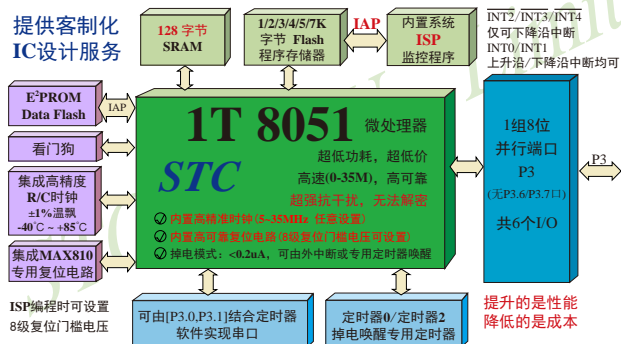 提供客制化
IC设计服务
128 字节
SRAM
1/2/3/4/5/7K
字节 Flash
程序存储器
IAP
内置系统
ISP
监控程序
INT2/INT3/INT4
仅可下降沿中断
INT0/INT1
上升沿/下降沿中断均可
E²PROM
Data Flash
IAP
看门狗
集成高精度
R/C时钟
±1%温飘
-40℃ ~ +85℃
集成MAX810
专用复位电路
ISP编程时可设置
8级复位门槛电压
1T 8051 微处理器
STC
超低功耗，超低价
高速(0-35M)，高可靠
超强抗干扰，无法解密
内置高精准时钟(5~35MHz 任意设置)
内置高可靠复位电路(8级复位门槛电压可设置)
掉电模式：<0.2uA，可由外中断或专用定时器唤醒
1组8位
并行端口
P3
(无P3.6/P3.7口)
共6个I/O
P3
可由[P3.0,P3.1]结合定时器
软件实现串口
定时器0/定时器2
掉电唤醒专用定时器
提升的是性能
降低的是成本